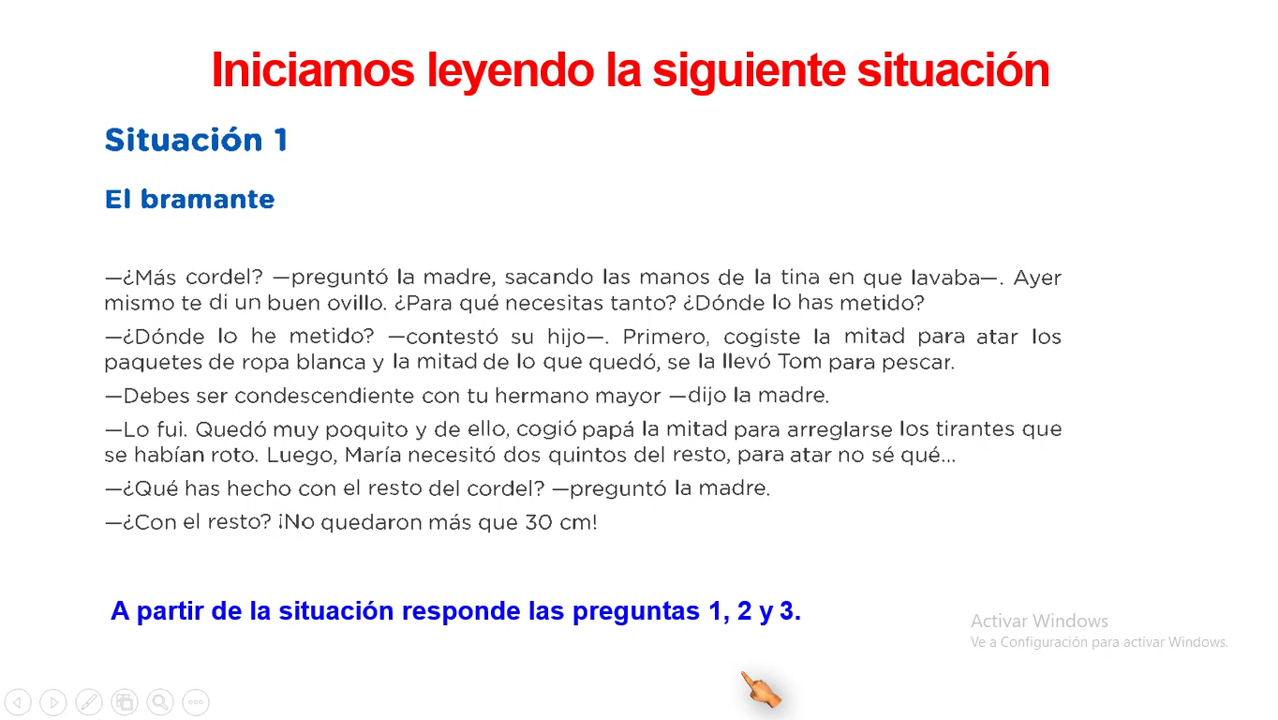 Iniciamos leyendo la siguiente situación
Situación 1
El bramante
—¿Más cordel? —preguntó la madre, sacando las manos de la tina en que lavaba—. Ayer
mismo te di un buen ovillo. ¿Para qué necesitas tanto? ¿Dónde lo has metido?
—¿Dónde lo he metido? —contestó su hijo—. Primero, cogiste la mitad para atar los
paquetes de ropa blanca y la mitad de lo que quedó, se la llevó Tom para pescar.
—Debes ser condescendiente con tu hermano mayor —dijo la madre.
—Lo fui. Quedó muy poquito y de ello, cogió papá la mitad para arreglarse los tirantes que
se habían roto. Luego, María necesitó dos quintos del resto, para atar no sé qué...
—¿Qué has hecho con el resto del cordel? —preguntó la madre.
—¿Con el resto? ¡No quedaron más que 30 cm!
A partir de la situación responde las preguntas 1, 2 y 3.
Activar Windows
Ve a Configuración para activar Windows.